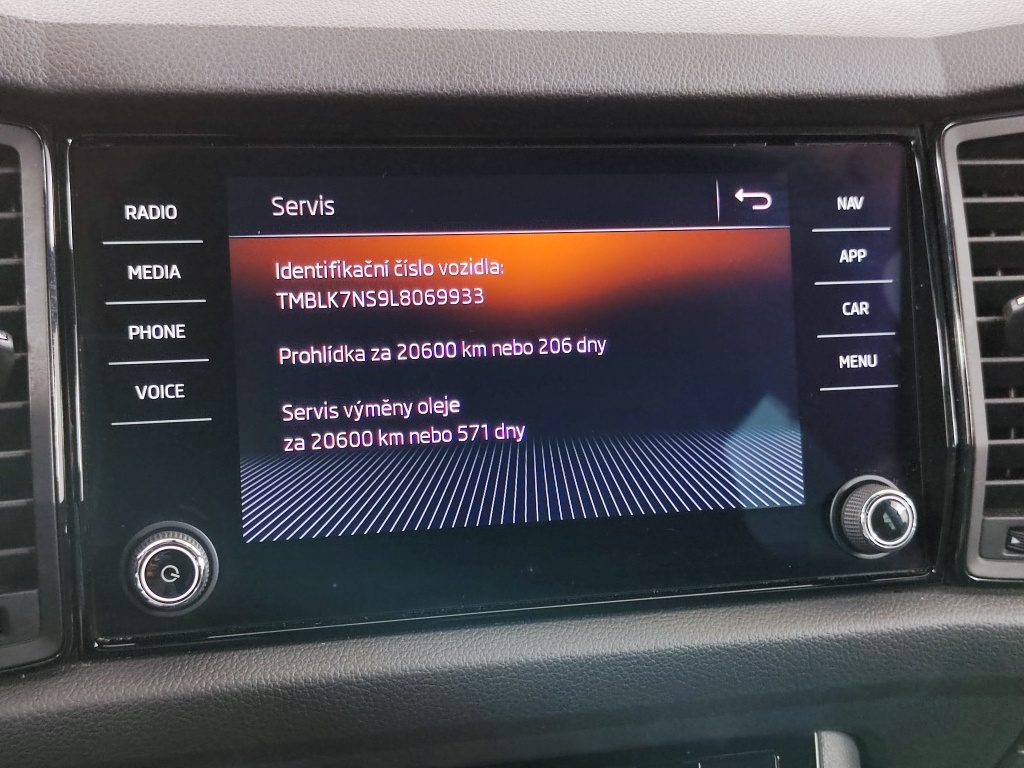 Servis
RADIO
MEDIA
PHONE
VOICE
Identifikační číslo vozidla:
TMBLK7NS9L8069933
Prohlídka za 20600 km nebo 206 dny
Servis výměny oleje
za 20600 km nebo 571 dny
NAV
APP
CAR
MENU